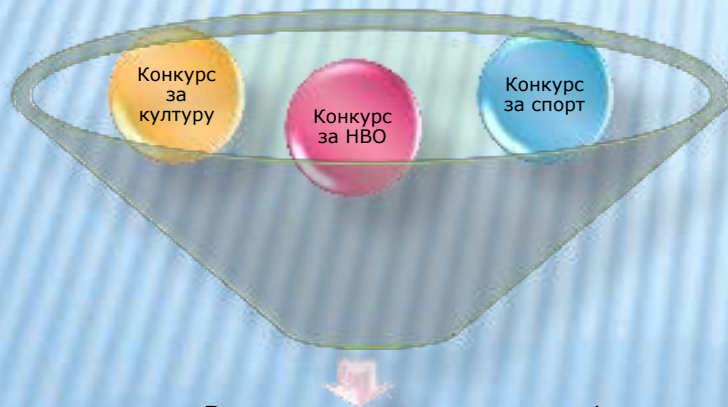 Конкурс
за
културу
Конкурс
за НВО
Конкурс
за спорт